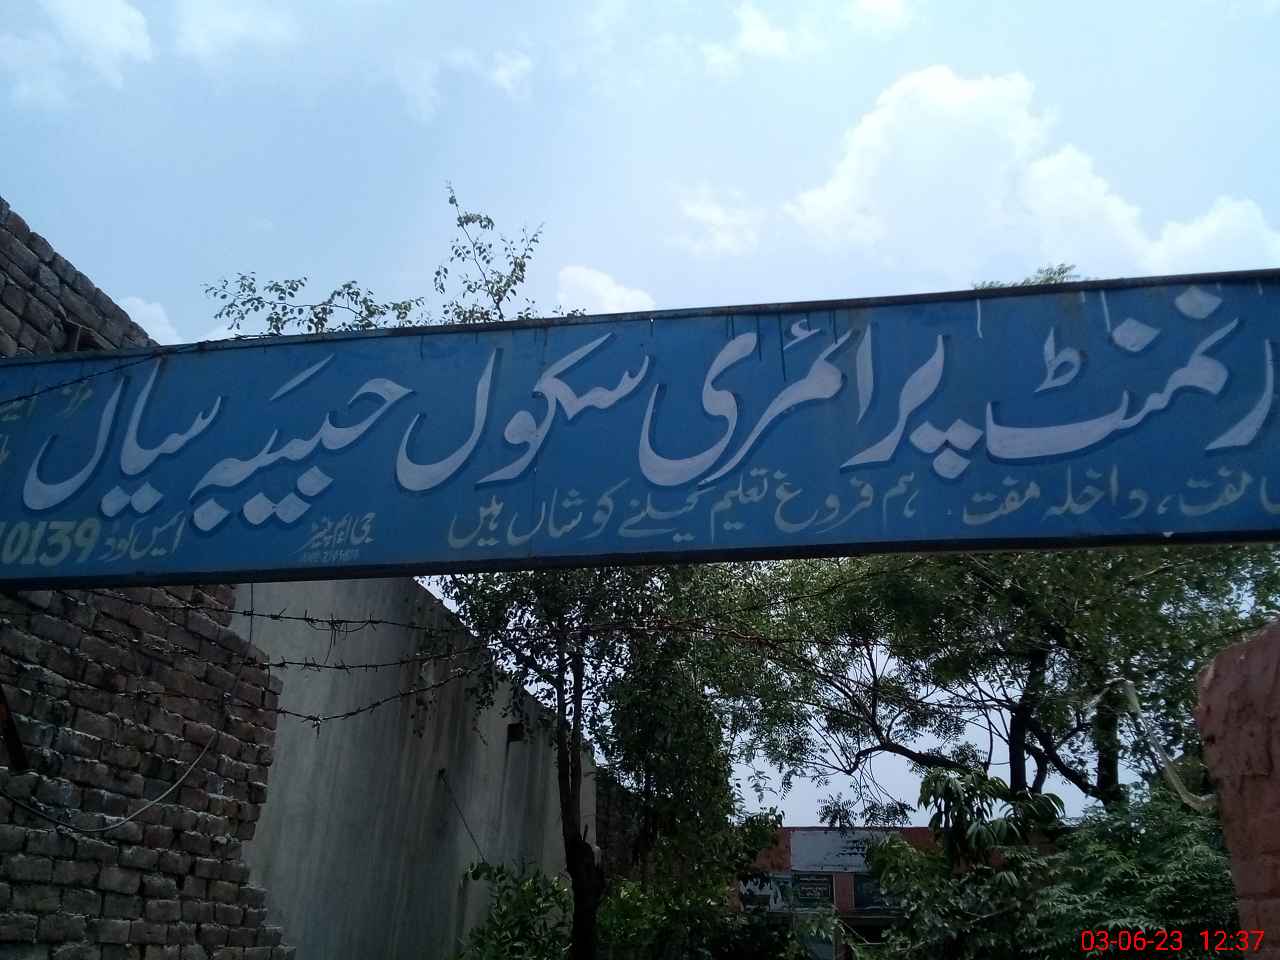 رنمنٹ پرائمری سکول حبیبہ سیال
مفت، داخلہ مفت ہم فروغ تعلیم کیلئے کوشاں ہیں
ایمس کوڈ 10139
03-06-23 12:37